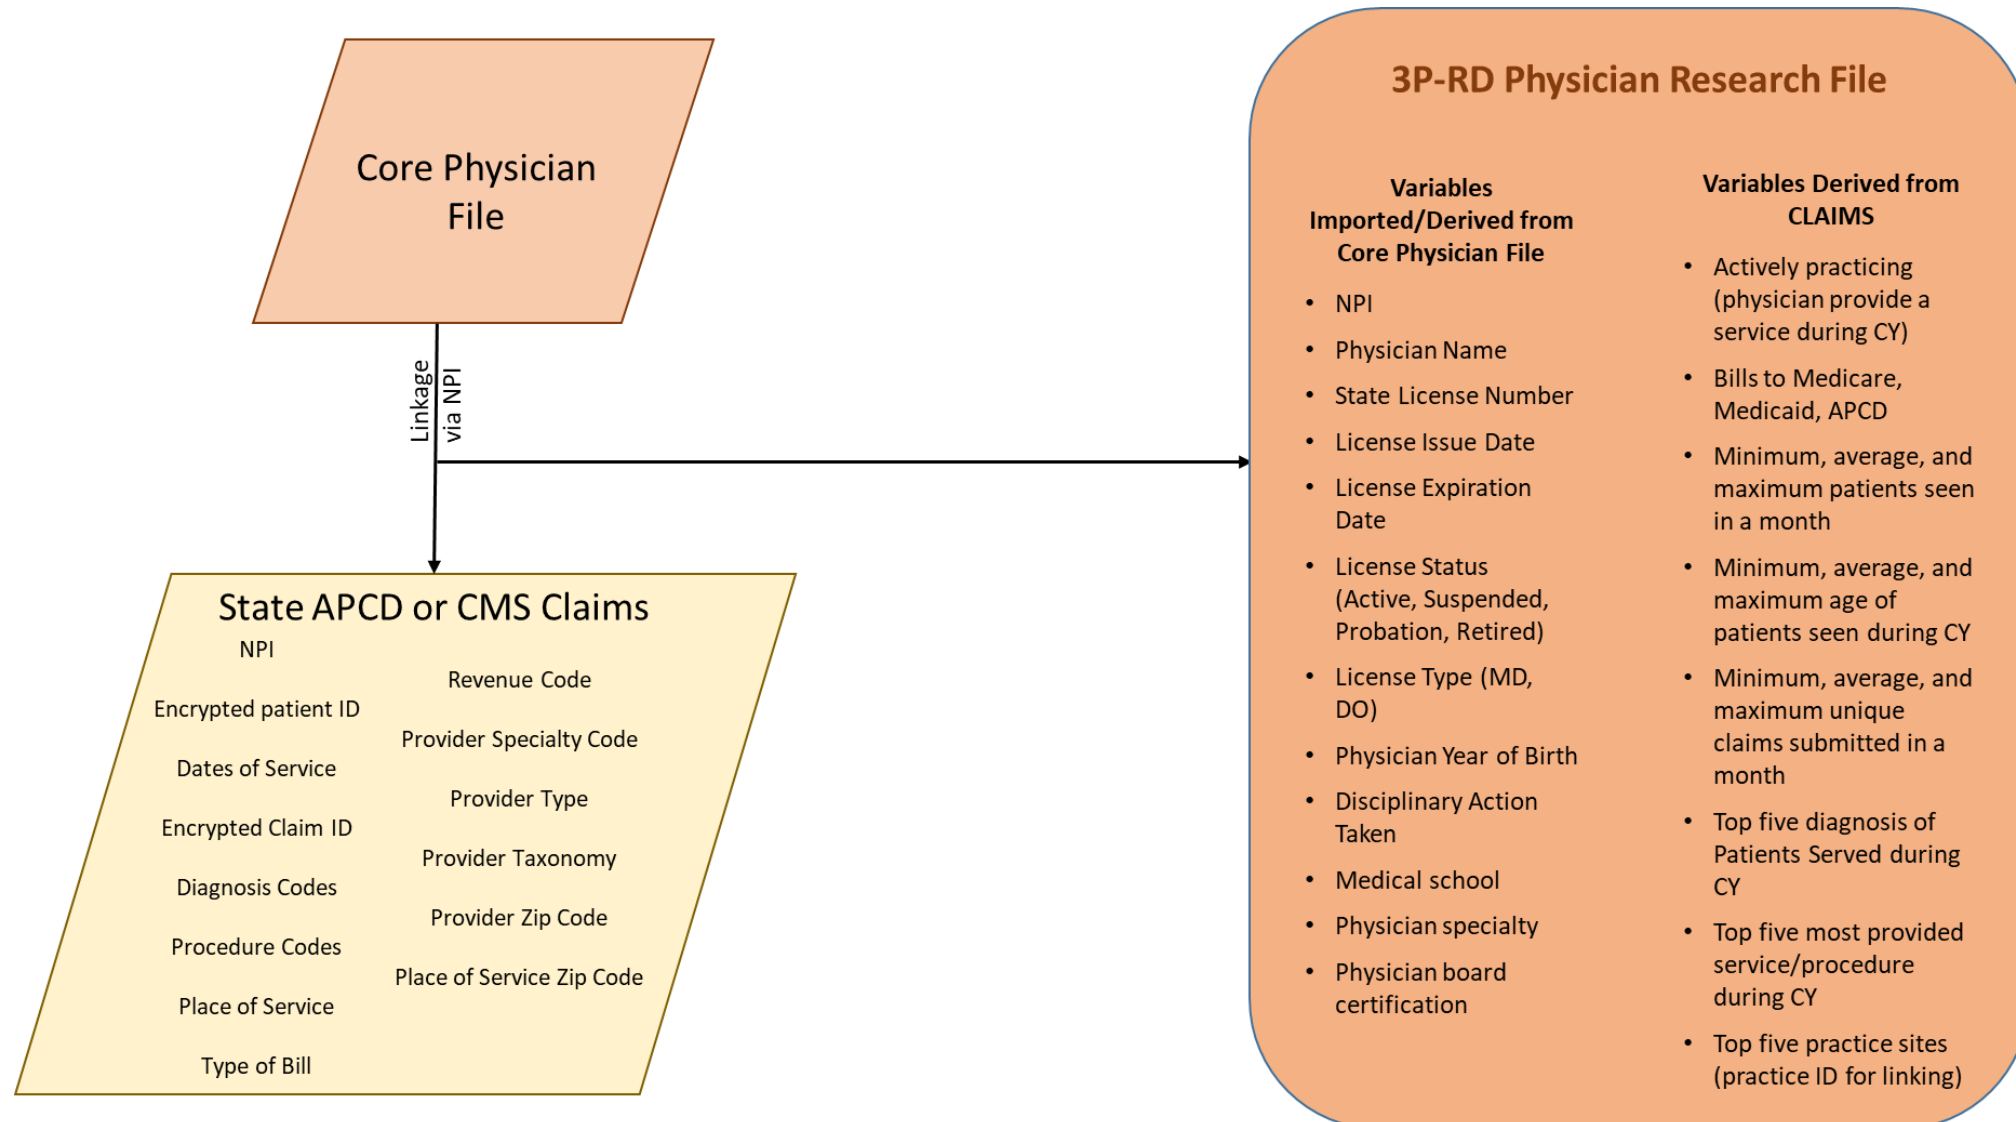 Core Physician
File
Linkage
via NPI
State APCD or CMS Claims
NPI
Encrypted patient ID
Dates of Service
Encrypted Claim ID
Diagnosis Codes
Procedure Codes
Place of Service
Type of Bill
Revenue Code
Provider Specialty Code
Provider Type
Provider Taxonomy
Provider Zip Code
Place of Service Zip Code
3P-RD Physician Research File
Variables
Imported/Derived from
Core Physician File
• NPI
• Physician Name
• State License Number
• License Issue Date
• License Expiration
Date
• License Status
(Active, Suspended,
Probation, Retired)
• License Type (MD,
DO)
• Physician Year of Birth
• Disciplinary Action
Taken
• Medical school
• Physician specialty
• Physician board
certification
Variables Derived from
CLAIMS
• Actively practicing
(physician provide a
service during CY)
• Bills to Medicare,
Medicaid, APCD
• Minimum, average, and
maximum patients seen
in a month
• Minimum, average, and
maximum age of
patients seen during CY
• Minimum, average, and
maximum unique
claims submitted in a
month
• Top five diagnosis of
Patients Served during
CY
• Top five most provided
service/procedure
during CY
• Top five practice sites
(practice ID for linking)